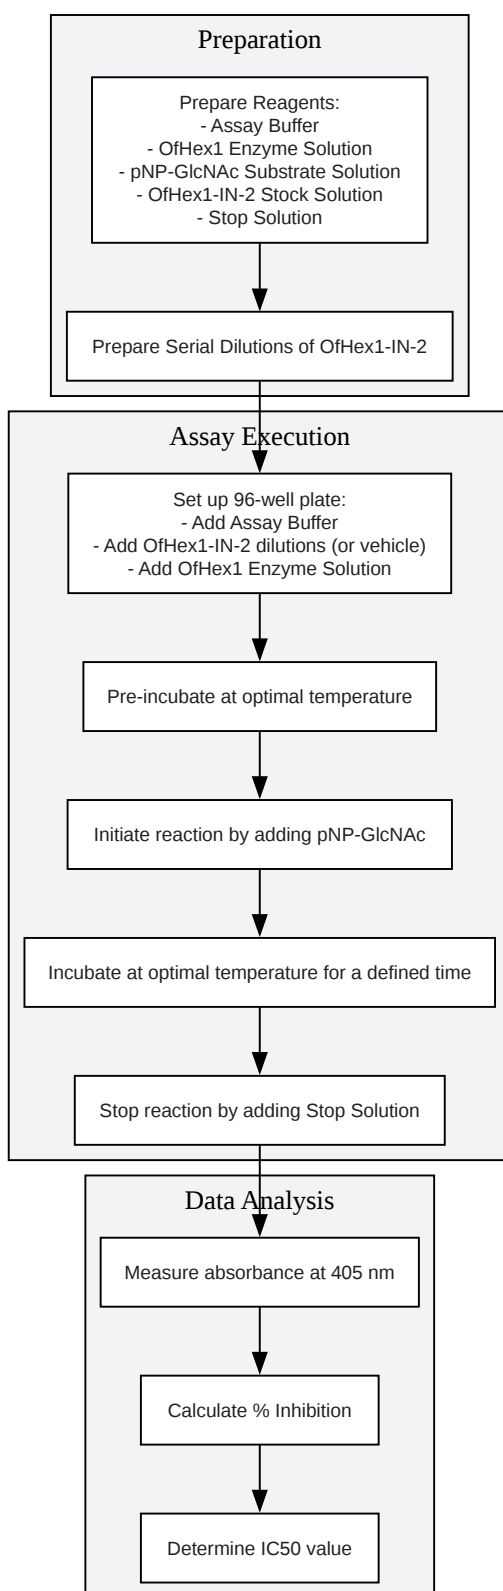 Preparation
Prepare Reagents:
- Assay Buffer
- OfHex1 Enzyme Solution
- pNP-GlcNAc Substrate Solution
- OfHex1-IN-2 Stock Solution
- Stop Solution
Prepare Serial Dilutions of OfHex1-IN-2
Assay Execution
Set up 96-well plate:
- Add Assay Buffer
- Add OfHex1-IN-2 dilutions (or vehicle)
- Add OfHex1 Enzyme Solution
Pre-incubate at optimal temperature
Initiate reaction by adding pNP-GlcNAc
Incubate at optimal temperature for a defined time
Stop reaction by adding Stop Solution
Data Analysis
Measure absorbance at 405 nm
Calculate % Inhibition
Determine IC50 value